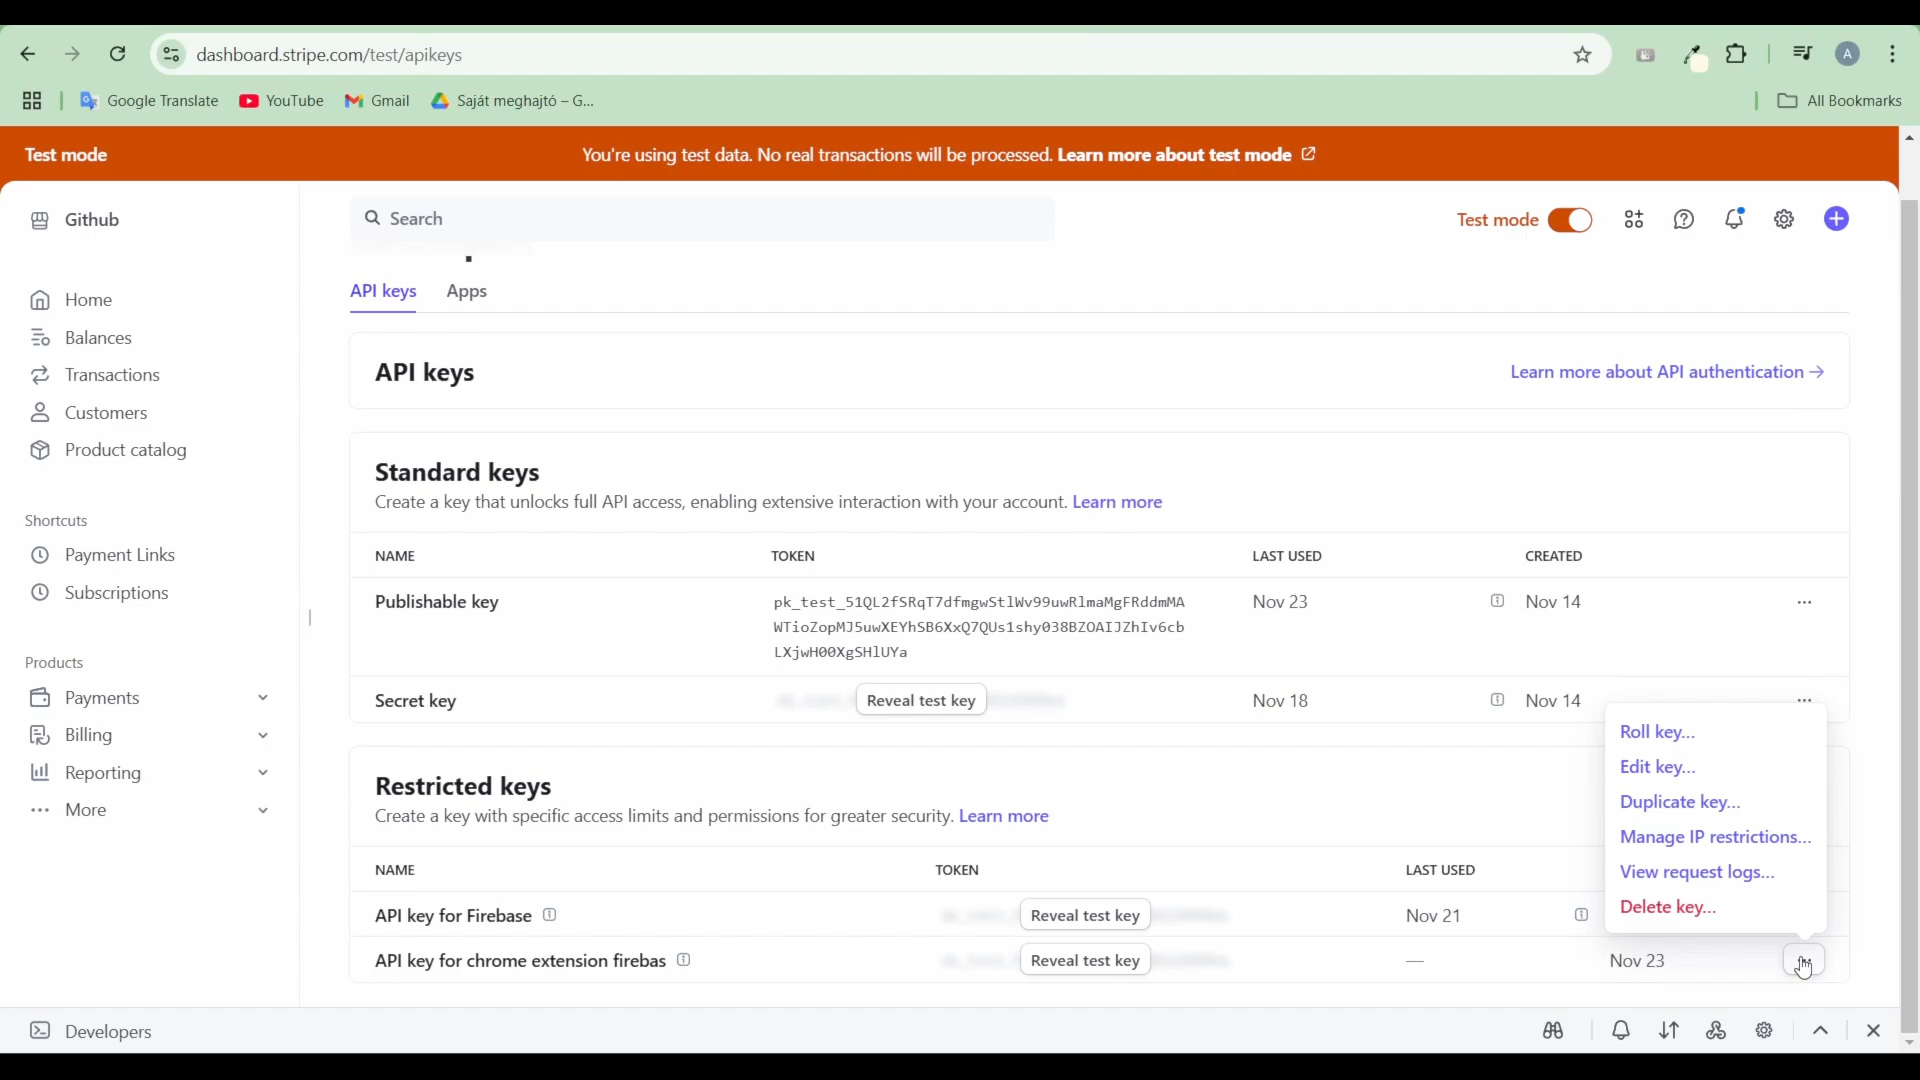 dashboard.stripe.com/test/apikeys
A
Google Translate
YouTube
Gmail
Saját meghajtó – G...
All Bookmarks
Test mode
You're using test data. No real transactions will be processed. Learn more about test mode
Github
Search
Test mode
Home
Balances
Transactions
Customers
Product catalog
Shortcuts
Payment Links
Subscriptions
Products
Payments
Billing
Reporting
More
API keys
Apps
API keys
Learn more about API authentication →
Standard keys
Create a key that unlocks full API access, enabling extensive interaction with your account. Learn more
NAME TOKEN LAST USED CREATED
Publishable key
pk_test_51QL2fSRqT7dfmgwStlWv99uwRlmaMgFRddmMA
WTioZopMJ5uwXEYhSB6XxQ7QUs1shy038BZOAIJZhIv6cb
LXjwH00XgSHlUYa
Nov 23
Nov 14
Secret key
Reveal test key
Nov 18
Nov 14
Restricted keys
Create a key with specific access limits and permissions for greater security. Learn more
NAME TOKEN LAST USED
API key for Firebase
Reveal test key
Nov 21
API key for chrome extension firebas
Reveal test key
—
Nov 23
Roll key...
Edit key...
Duplicate key...
Manage IP restrictions...
View request logs...
Delete key...
Developers